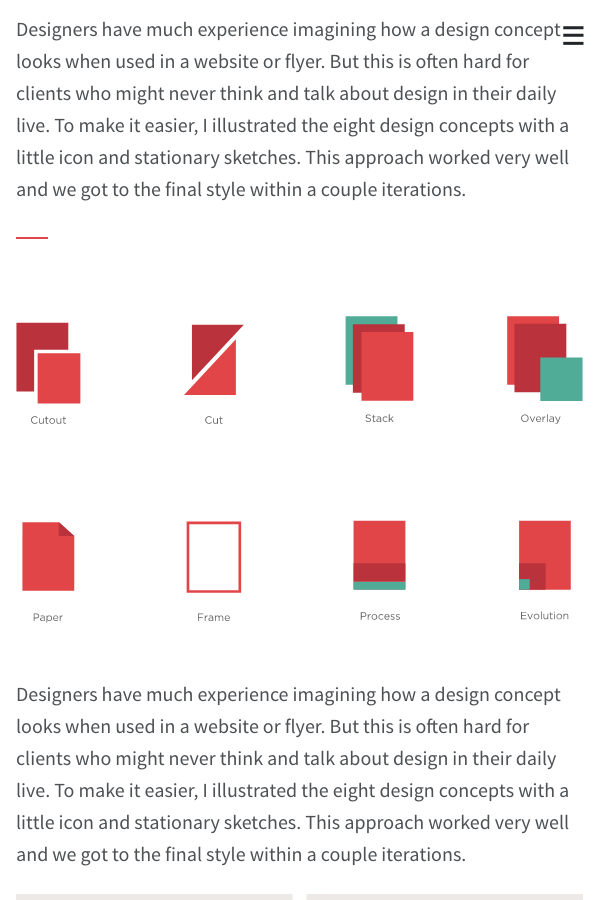 Designers have much experience imagining how a design concept
looks when used in a website or flyer. But this is often hard for
clients who might never think and talk about design in their daily
live. To make it easier, I illustrated the eight design concepts with a
little icon and stationary sketches. This approach worked very well
and we got to the final style within a couple iterations.
Cutout
Cut
Stack
Overlay
Paper
Frame
Process
Evolution
Designers have much experience imagining how a design concept
looks when used in a website or flyer. But this is often hard for
clients who might never think and talk about design in their daily
live. To make it easier, I illustrated the eight design concepts with a
little icon and stationary sketches. This approach worked very well
and we got to the final style within a couple iterations.